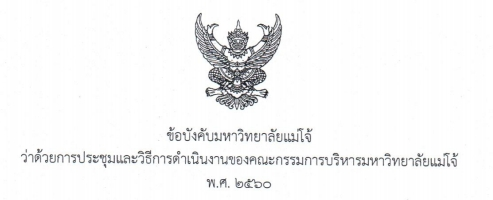 ข้อบังคับมหาวิทยาลัยแม่โจ้
ว่าด้วยการประชุมและวิธีการดำเนินงานของคณะกรรมการบริหารมหาวิทยาลัยแม่โจ้
พ.ศ. ๒๕๖๐